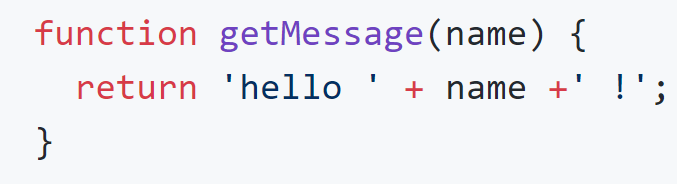 function getMessage(name) {
  return 'hello ' + name +' !';
}